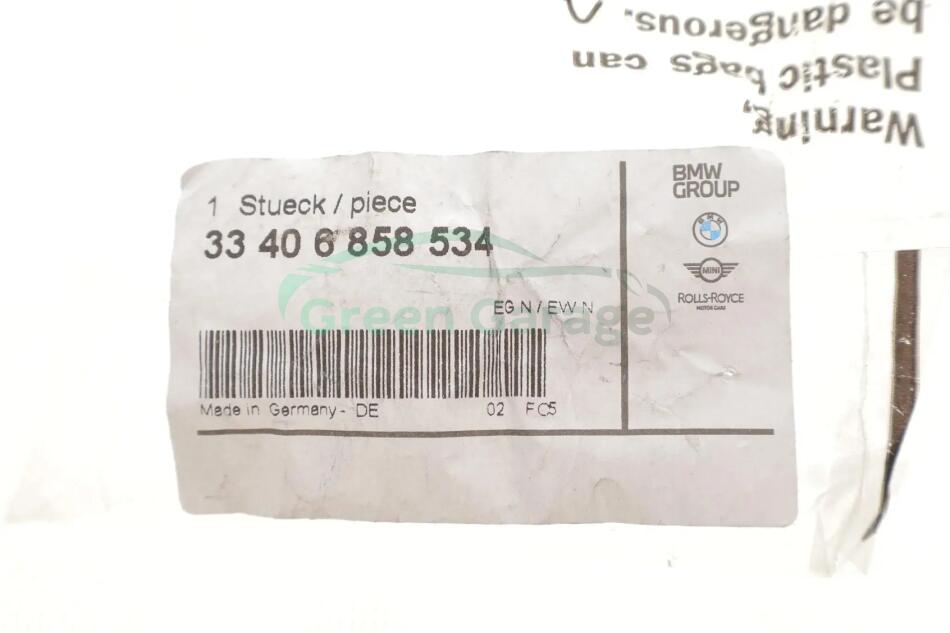 Warning,
Plastic bags can
be dangerous.
1 Stueck / piece
33 40 6 858 534
EG N / EW N
Made in Germany - DE 02 FC5
BMW
GROUP
BMW
MINI
ROLLS-ROYCE
MOTOR CARS
Green Garage